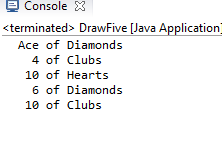 Console
<terminated> DrawFive [Java Application]
Ace of Diamonds
4 of Clubs
10 of Hearts
6 of Diamonds
10 of Clubs